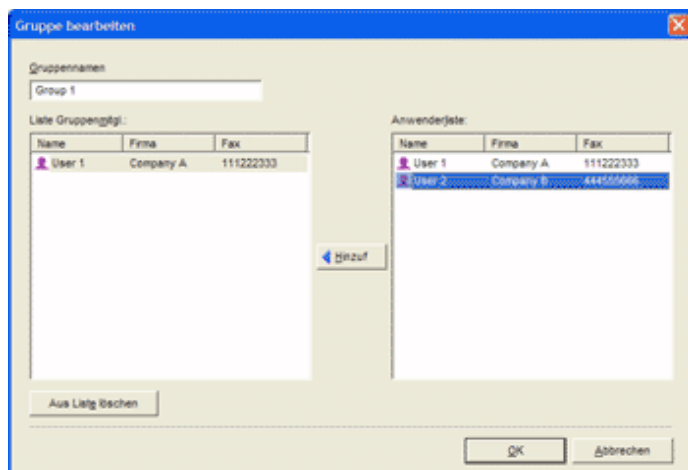 Gruppe bearbeiten
Gruppennamen
Group 1
Liste Gruppenmitgl.:
Anwenderliste:
Name Firma Fax
Name Firma Fax
User 1 Company A 111222333
User 1 Company A 111222333
User 2 Company B 444555666
Hinzuf
Aus Liste löschen
OK
Abbrechen